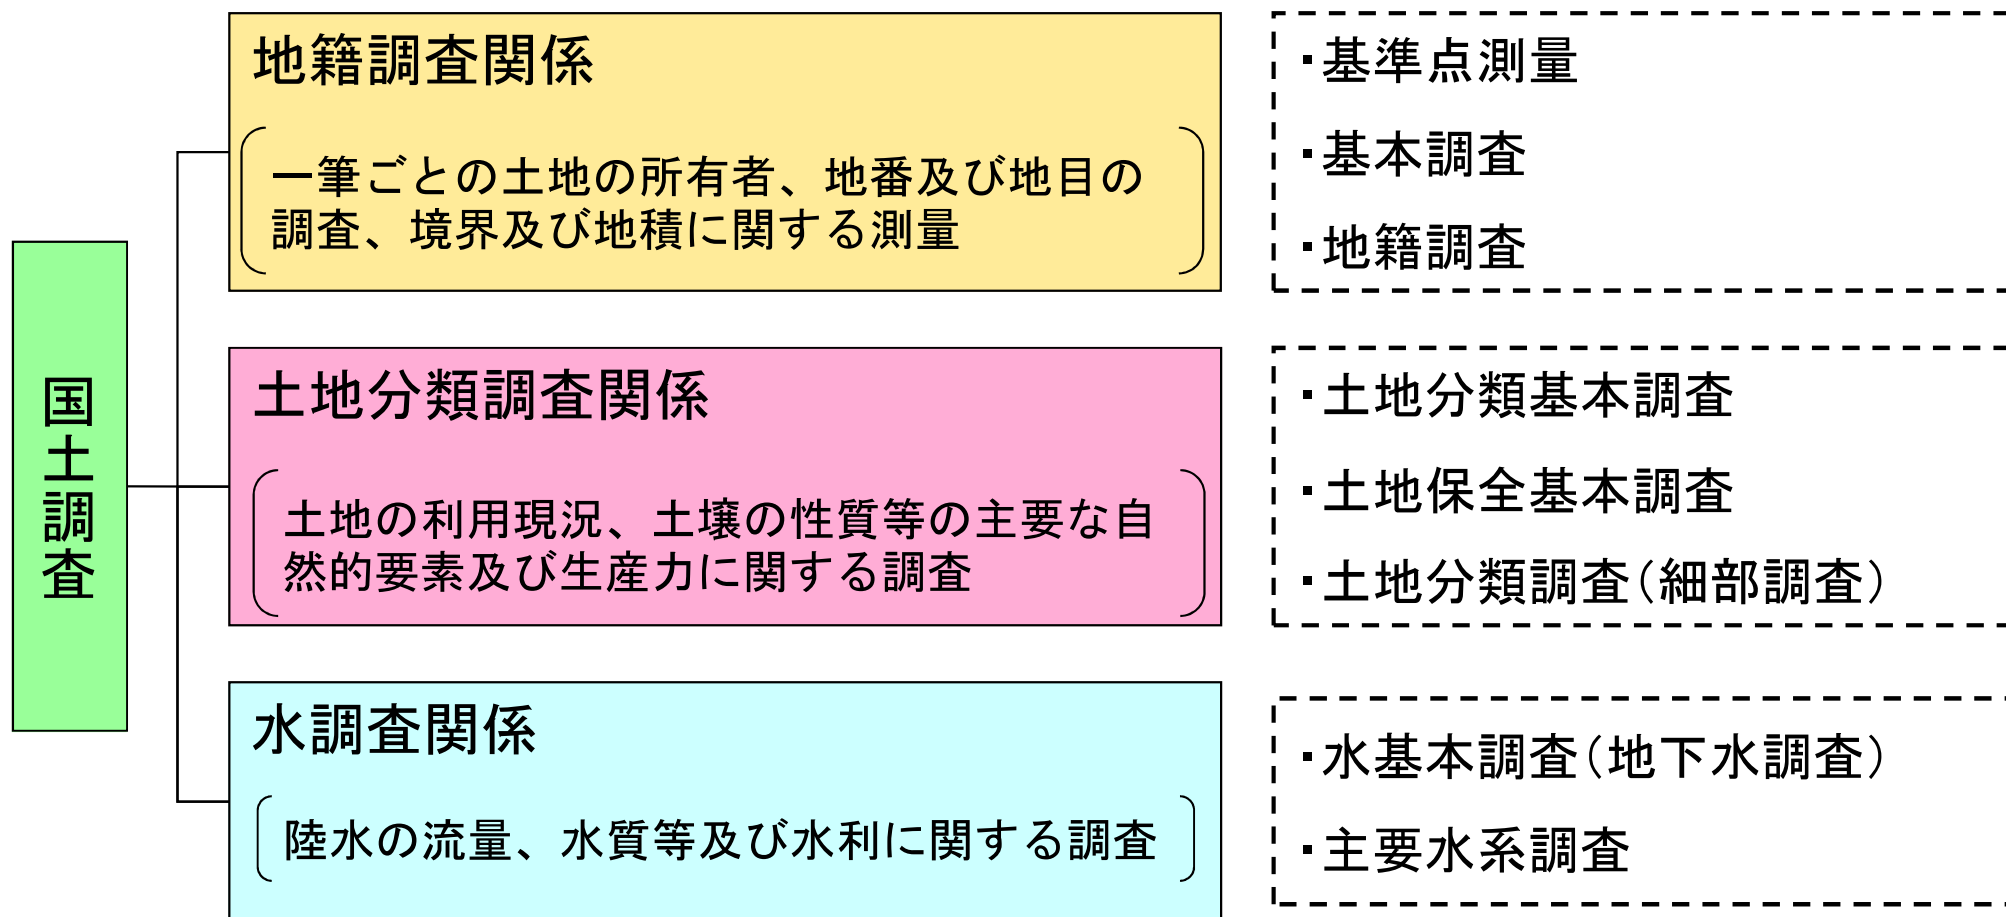 国土調査
地籍調査関係
一筆ごとの土地の所有者、地番及び地目の
調査、境界及び地積に関する測量
・基準点測量
・基本調査
・地籍調査
土地分類調査関係
土地の利用現況、土壌の性質等の主要な自
然的要素及び生産力に関する調査
・土地分類基本調査
・土地保全基本調査
・土地分類調査（細部調査）
水調査関係
陸水の流量、水質等及び水利に関する調査
・水基本調査（地下水調査）
・主要水系調査